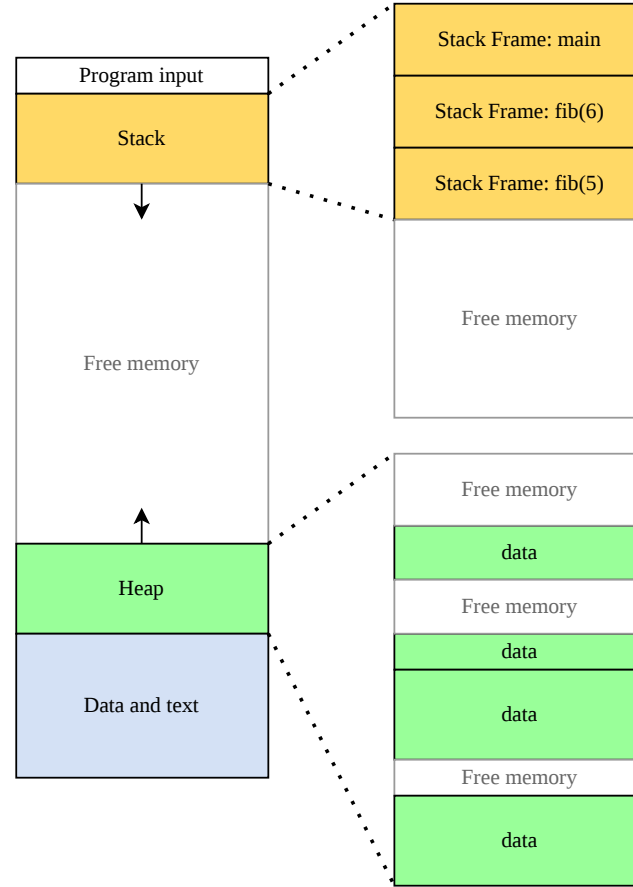 Program input
Stack
Free memory
Heap
Data and text
Stack Frame: main
Stack Frame: fib(6)
Stack Frame: fib(5)
Free memory
Free memory
data
Free memory
data
data
Free memory
data